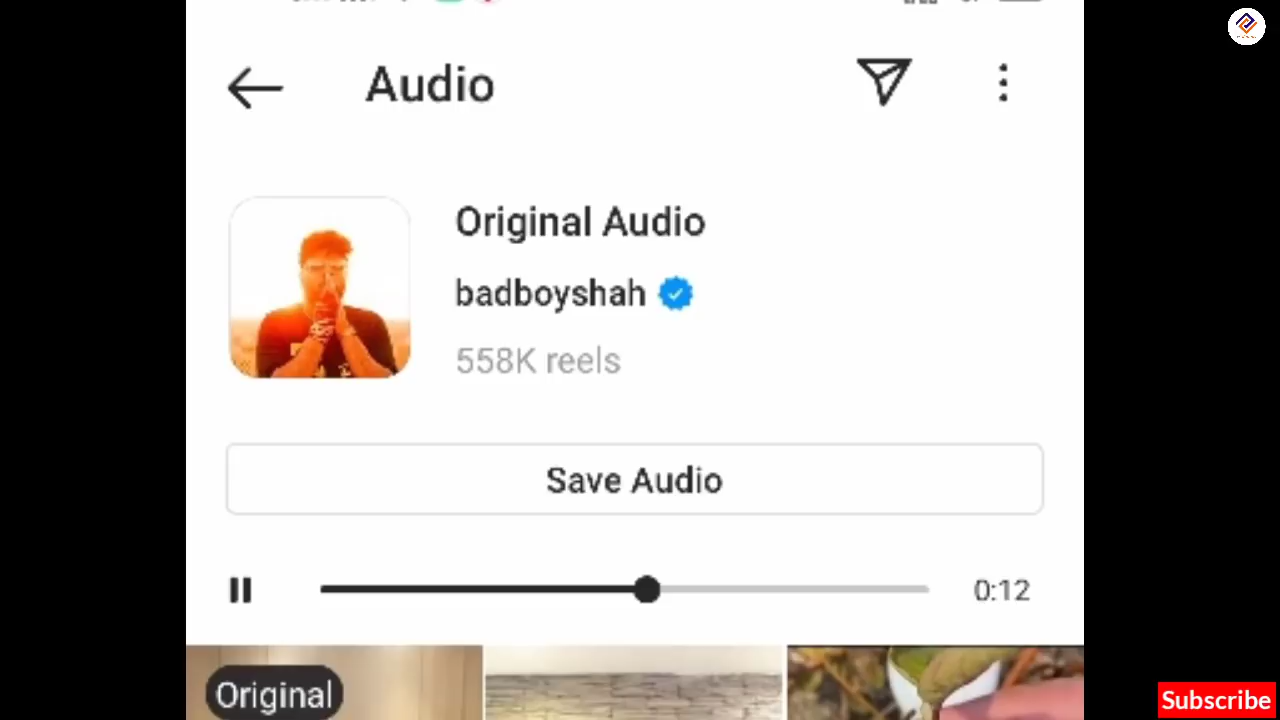 Audio
Original Audio
badboyshah
558K reels
Save Audio
0:12
Original
Subscribe